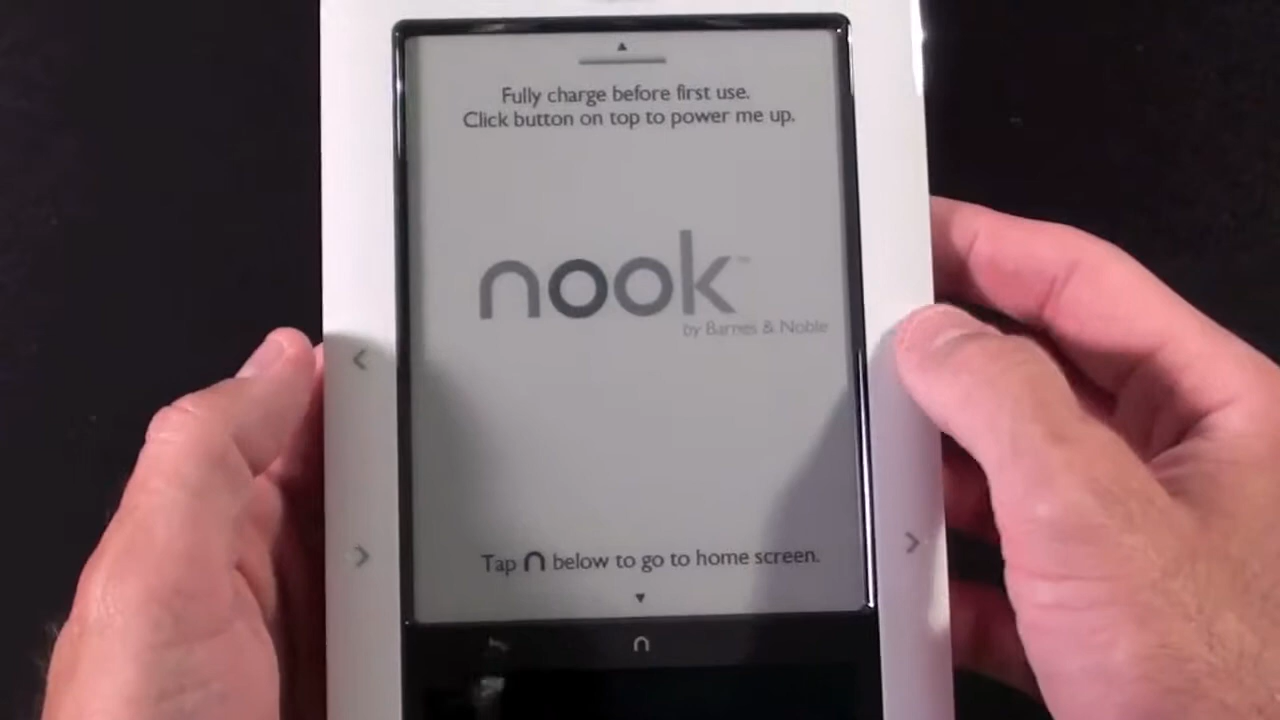 Fully charge before first use.
Click button on top to power me up.
nook™
by Barnes & Noble
Tap n below to go to home screen.
n